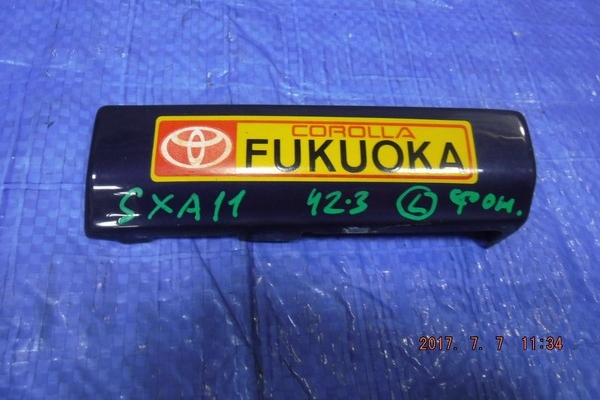 COROLLA
FUKUOKA
SXA11 42-3 L фон.
2017. 7. 7 11:34